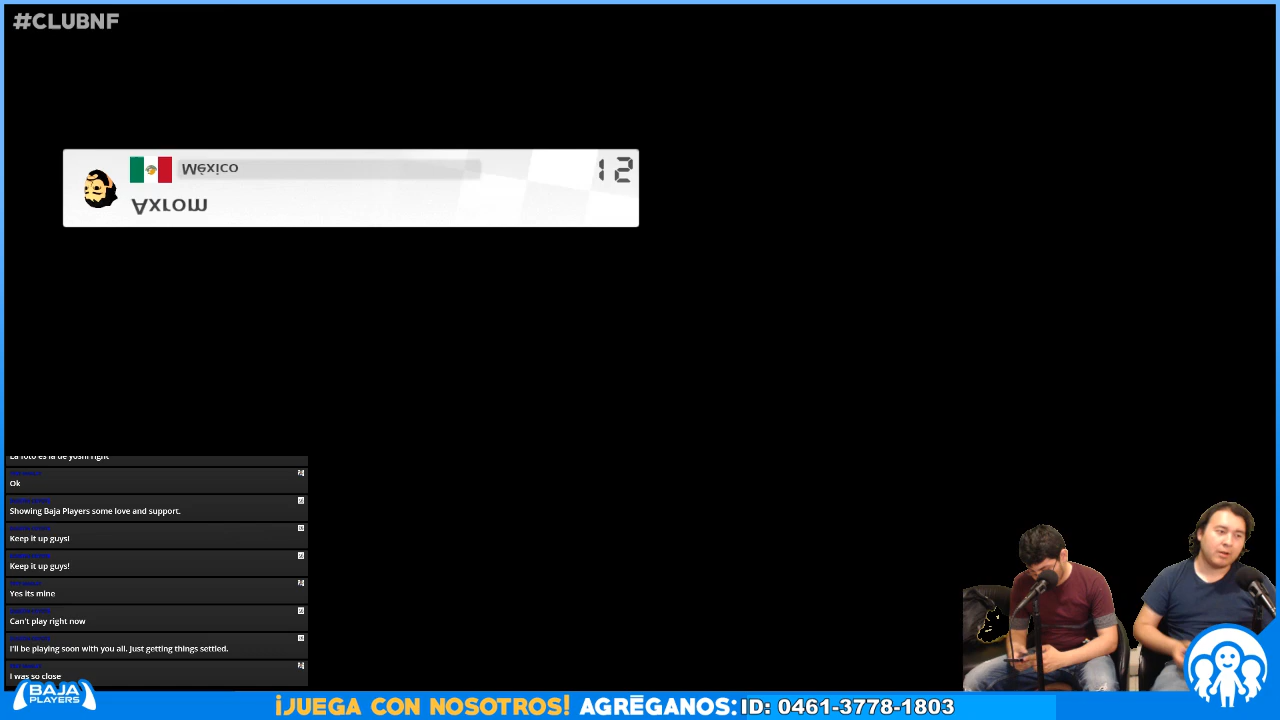 #CLUBNF
México
12
Axlom
La foto es la de yoshi right
Ok
Showing Baja Players some love and support.
Keep it up guys!
Keep it up guys!
Yes its mine
Can't play right now
I'll be playing soon with you all. Just getting things settled.
I was so close
BAJA
PLAYERS
¡JUEGA CON NOSOTROS! AGRÉGANOS: ID: 0461-3778-1803